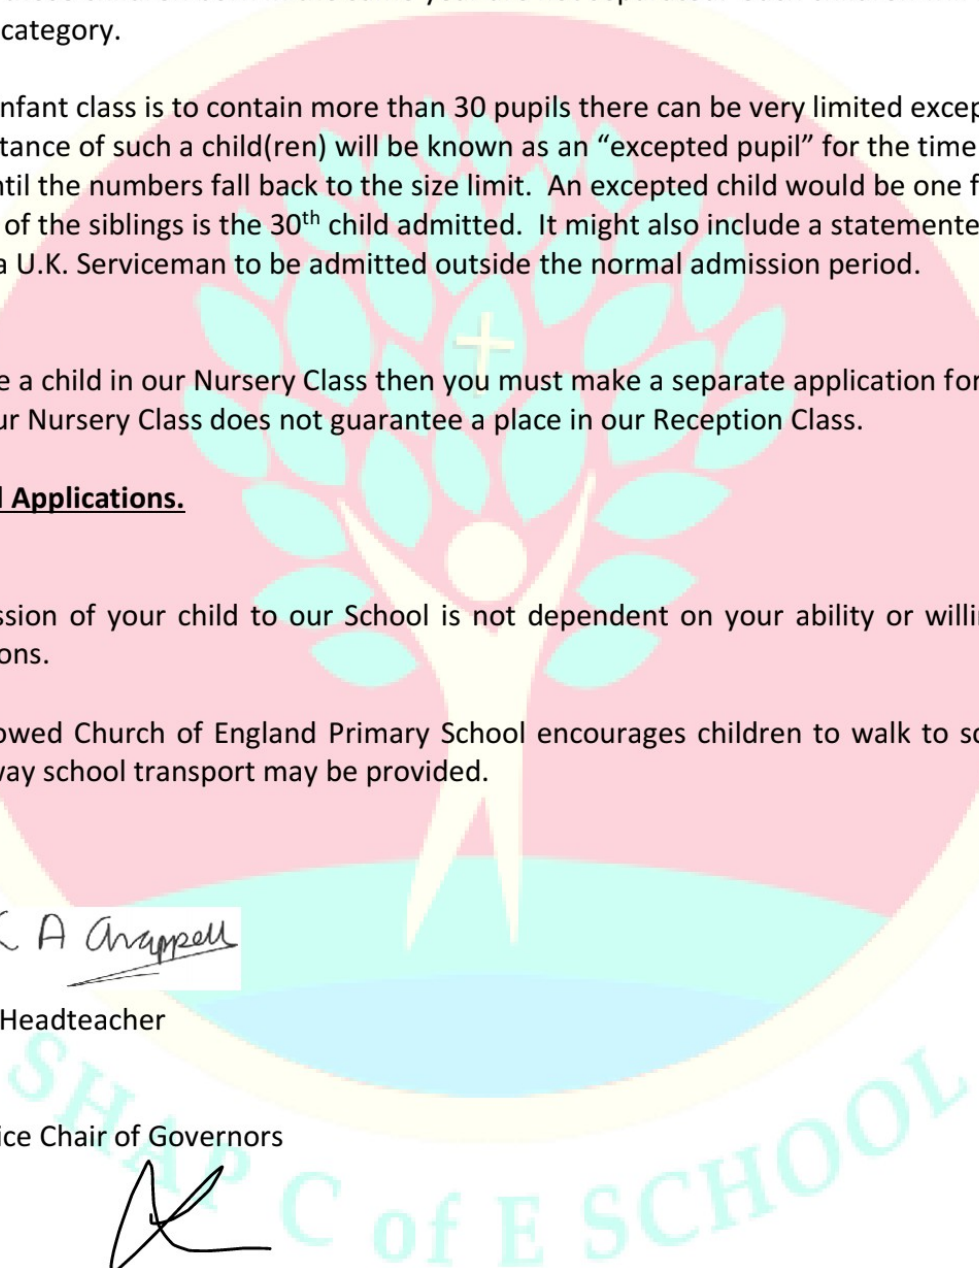 category.
nfant class is to contain more than 30 pupils there can be very limited excep
tance of such a child(ren) will be known as an “excepted pupil” for the time
ntil the numbers fall back to the size limit. An excepted child would be one f
of the siblings is the 30th child admitted. It might also include a statemente
a U.K. Serviceman to be admitted outside the normal admission period.
e a child in our Nursery Class then you must make a separate application for
ur Nursery Class does not guarantee a place in our Reception Class.
l Applications.
ssion of your child to our School is not dependent on your ability or willi
ons.
owed Church of England Primary School encourages children to walk to sc
way school transport may be provided.
A Chappell
Headteacher
ice Chair of Governors
SHAP C of E SCHOOL